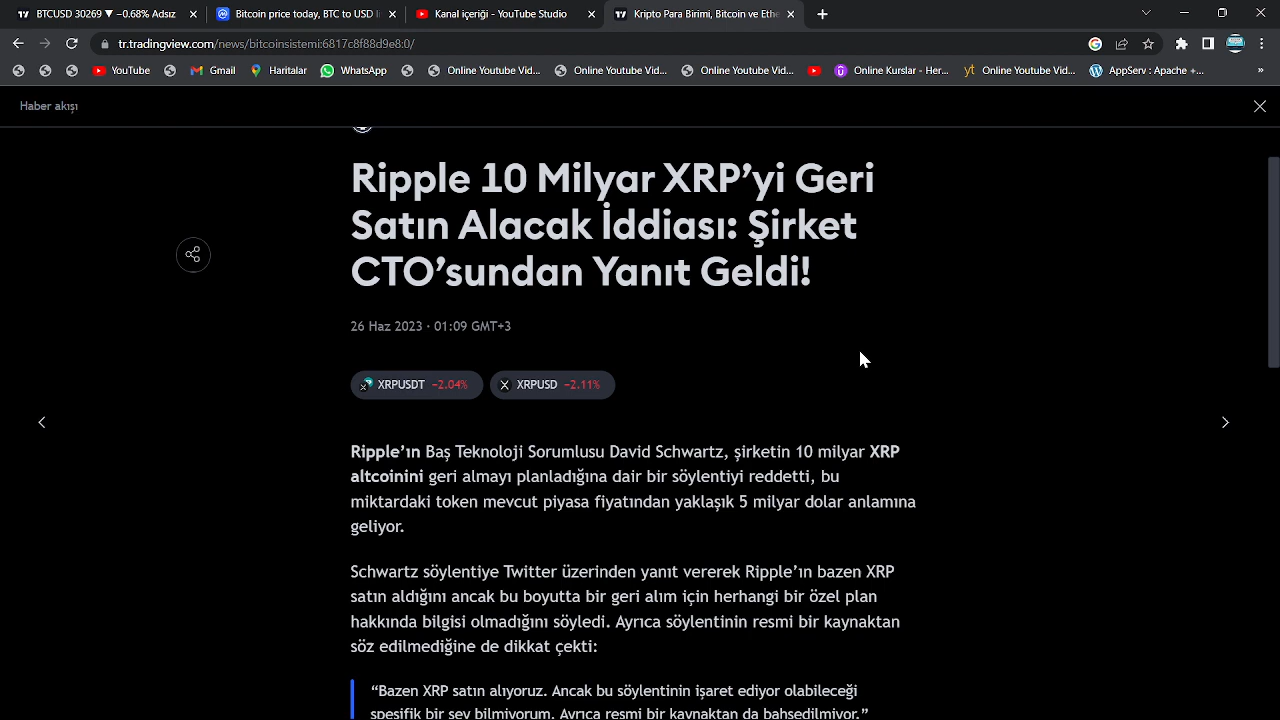 BTCUSD 30269 ▼ −0.68% Adsız
Bitcoin price today, BTC to USD li
Kanal içeriği - YouTube Studio
Kripto Para Birimi, Bitcoin ve Ethe
tr.tradingview.com/news/bitcoinsistemi:6817c8f88d9e8:0/
YouTube
Gmail
Haritalar
WhatsApp
Online Youtube Vid...
Online Youtube Vid...
Online Youtube Vid...
Online Kurslar - Her...
yt Online Youtube Vid...
AppServ : Apache +...
»
Haber akışı
Ripple 10 Milyar XRP’yi Geri
Satın Alacak İddiası: Şirket
CTO’sundan Yanıt Geldi!
26 Haz 2023 · 01:09 GMT+3
XRPUSDT −2.04%
XRPUSD −2.11%
Ripple’ın Baş Teknoloji Sorumlusu David Schwartz, şirketin 10 milyar XRP
altcoinini geri almayı planladığına dair bir söylentiyi reddetti, bu
miktardaki token mevcut piyasa fiyatından yaklaşık 5 milyar dolar anlamına
geliyor.
Schwartz söylentiye Twitter üzerinden yanıt vererek Ripple’ın bazen XRP
satın aldığını ancak bu boyutta bir geri alım için herhangi bir özel plan
hakkında bilgisi olmadığını söyledi. Ayrıca söylentinin resmi bir kaynaktan
söz edilmediğine de dikkat çekti:
“Bazen XRP satın alıyoruz. Ancak bu söylentinin işaret ediyor olabileceği
spesifik bir şey bilmiyorum. Ayrıca resmi bir kaynaktan da bahsedilmiyor.”